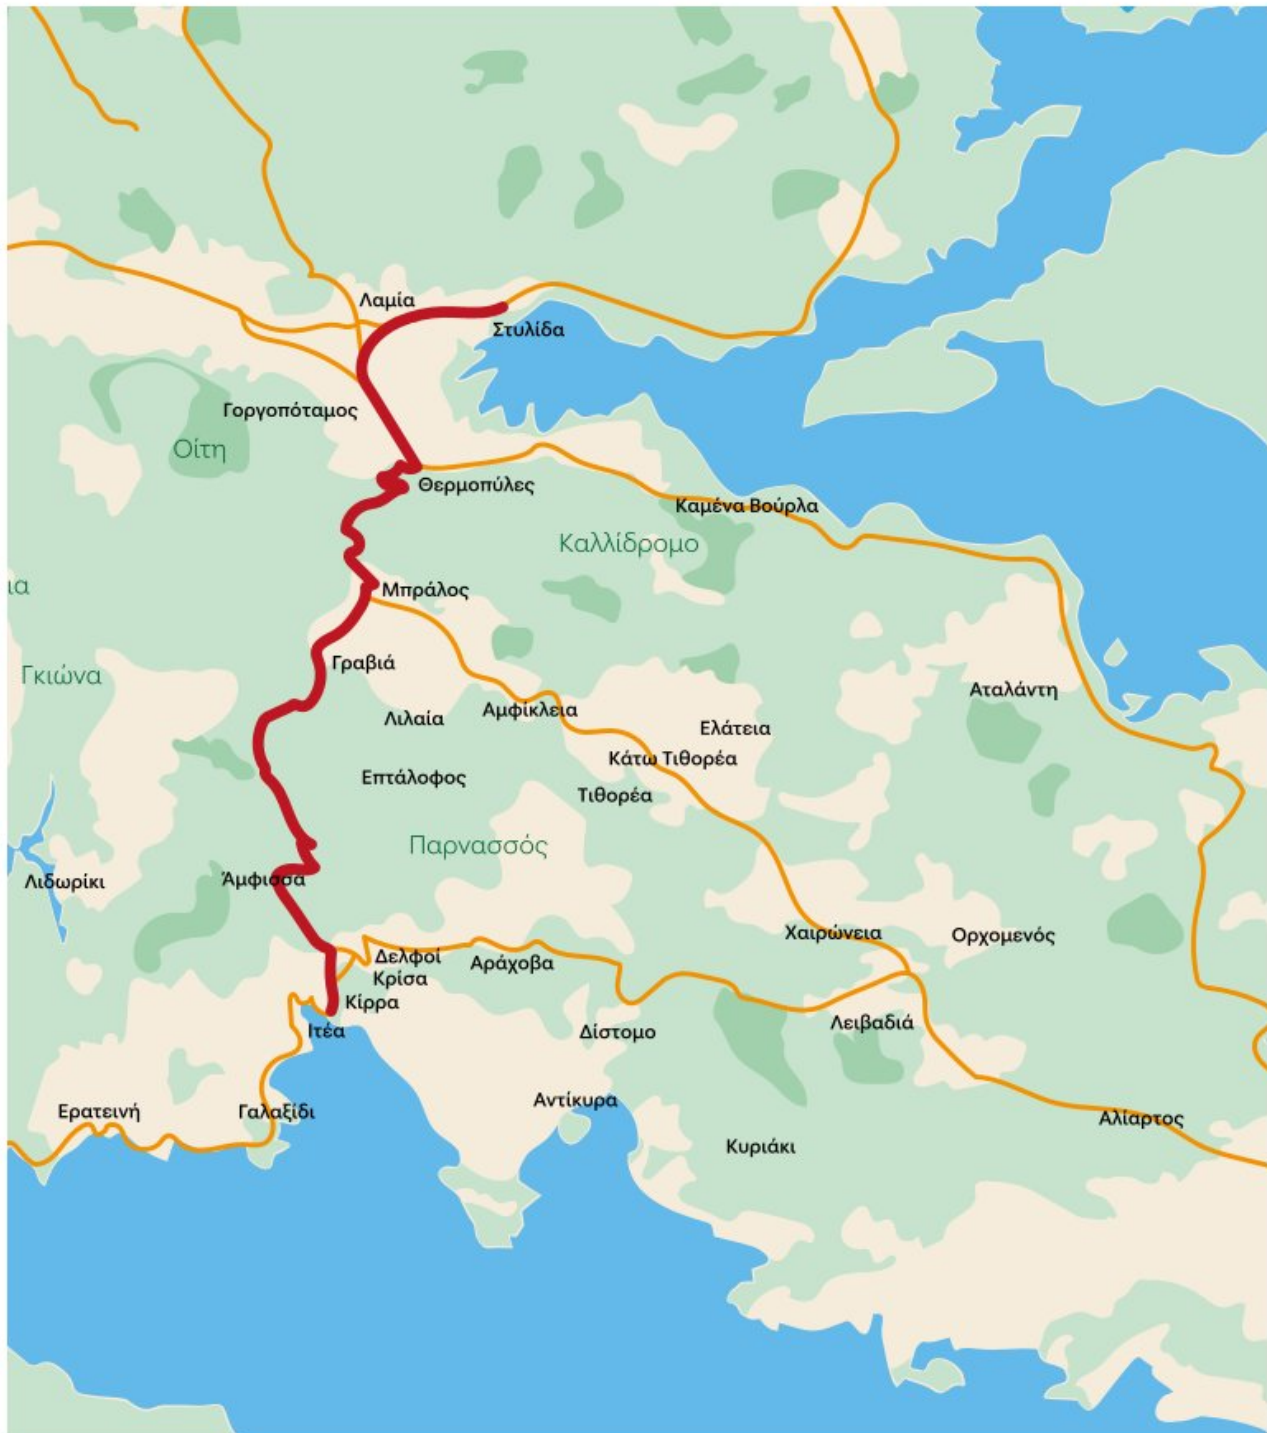 Λαμία
Στυλίδα
Γοργοπόταμος
Οίτη
Θερμοπύλες
Καμένα Βούρλα
Καλλίδρομο
ια
Μπράλος
Γραβιά
Γκιώνα
Αταλάντη
Λιλαία
Αμφίκλεια
Ελάτεια
Κάτω Τιθορέα
Επτάλοφος
Τιθορέα
Παρνασσός
Λιδωρίκι
Άμφισσα
Χαιρώνεια
Ορχομενός
Δελφοί
Αράχοβα
Κρίσα
Κίρρα
Ιτέα
Δίστομο
Λειβαδιά
Ερατεινή
Γαλαξίδι
Αντίκυρα
Αλίαρτος
Κυριάκι